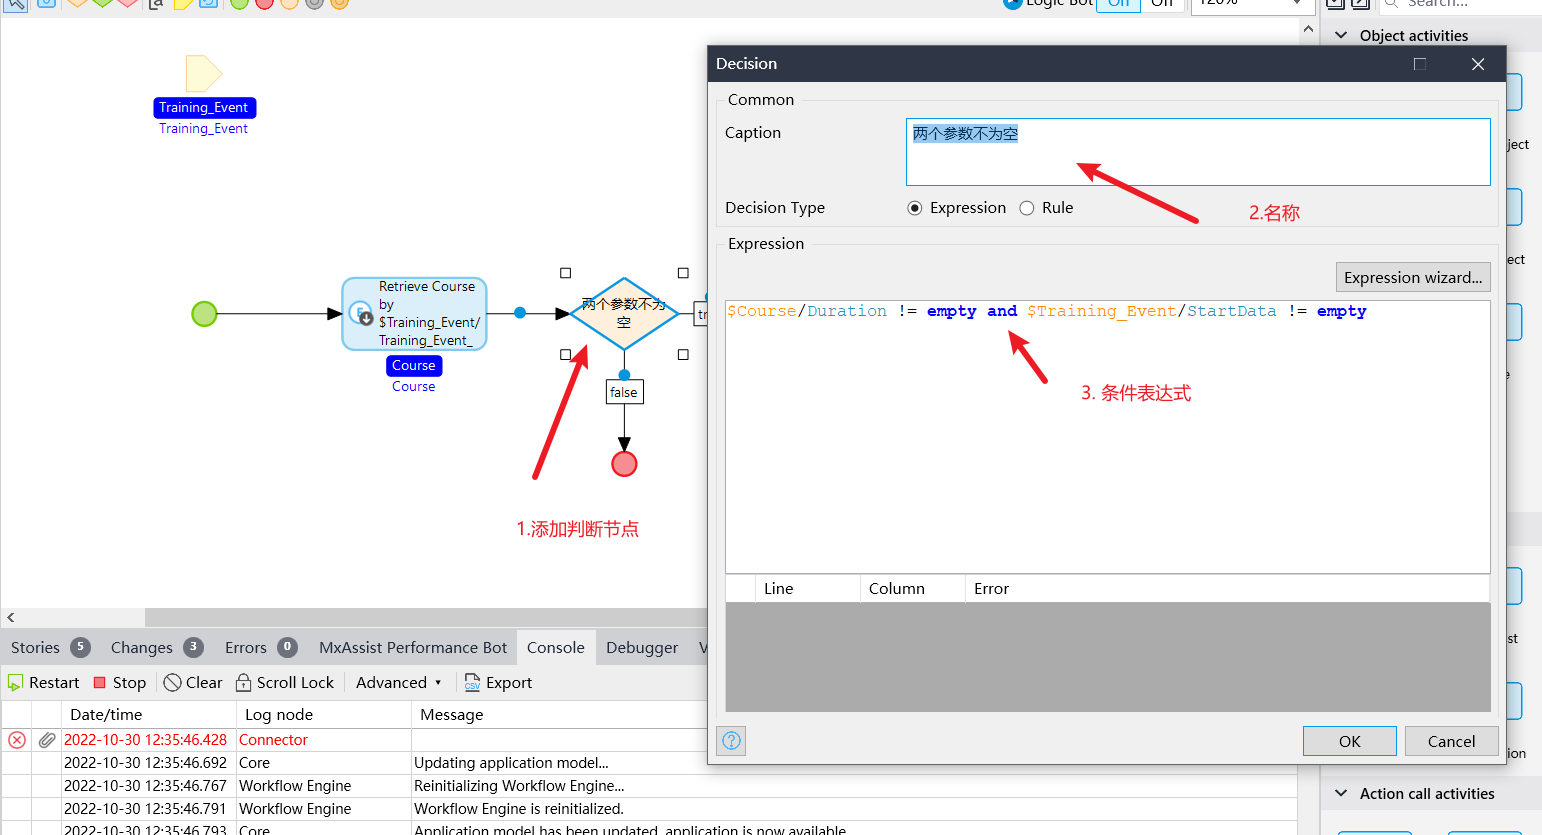 Logic Bot On Off 120% Search...
Object activities
Training_Event
Training_Event
Retrieve Course
by
$Training_Event/
Training_Event_
Course
Course
两个参数不为
空
false
1.添加判断节点
Decision
Common
Caption
两个参数不为空
2.名称
Decision Type
Expression
Rule
Expression
Expression wizard...
$Course/Duration != empty and $Training_Event/StartData != empty
3. 条件表达式
Line Column Error
OK
Cancel
Stories 5 Changes 3 Errors 0 MxAssist Performance Bot Console Debugger
Restart Stop Clear Scroll Lock Advanced Export
Date/time Log node Message
2022-10-30 12:35:46.428 Connector
2022-10-30 12:35:46.692 Core Updating application model...
2022-10-30 12:35:46.767 Workflow Engine Reinitializing Workflow Engine...
2022-10-30 12:35:46.791 Workflow Engine Workflow Engine is reinitialized.
2022-10-30 12:35:46.793 Core Application model has been updated, application is now available.
Action call activities